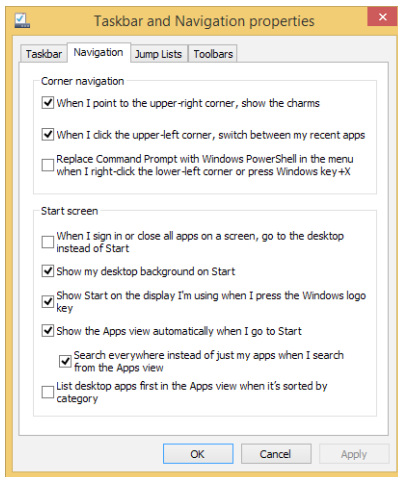 Taskbar and Navigation properties
Taskbar Navigation Jump Lists Toolbars
Corner navigation
When I point to the upper-right corner, show the charms
When I click the upper-left corner, switch between my recent apps
Replace Command Prompt with Windows PowerShell in the menu
when I right-click the lower-left corner or press Windows key+X
Start screen
When I sign in or close all apps on a screen, go to the desktop
instead of Start
Show my desktop background on Start
Show Start on the display I'm using when I press the Windows logo
key
Show the Apps view automatically when I go to Start
Search everywhere instead of just my apps when I search
from the Apps view
List desktop apps first in the Apps view when it's sorted by
category
OK Cancel Apply